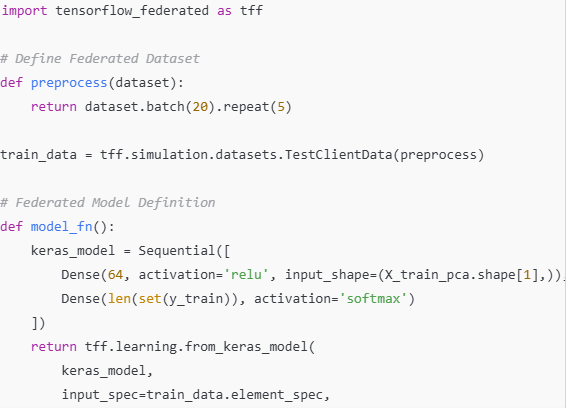 import tensorflow_federated as tff
# Define Federated Dataset
def preprocess(dataset):
    return dataset.batch(20).repeat(5)
train_data = tff.simulation.datasets.TestClientData(preprocess)
# Federated Model Definition
def model_fn():
    keras_model = Sequential([
        Dense(64, activation='relu', input_shape=(X_train_pca.shape[1],)),
        Dense(len(set(y_train)), activation='softmax')
    ])
    return tff.learning.from_keras_model(
        keras_model,
        input_spec=train_data.element_spec,